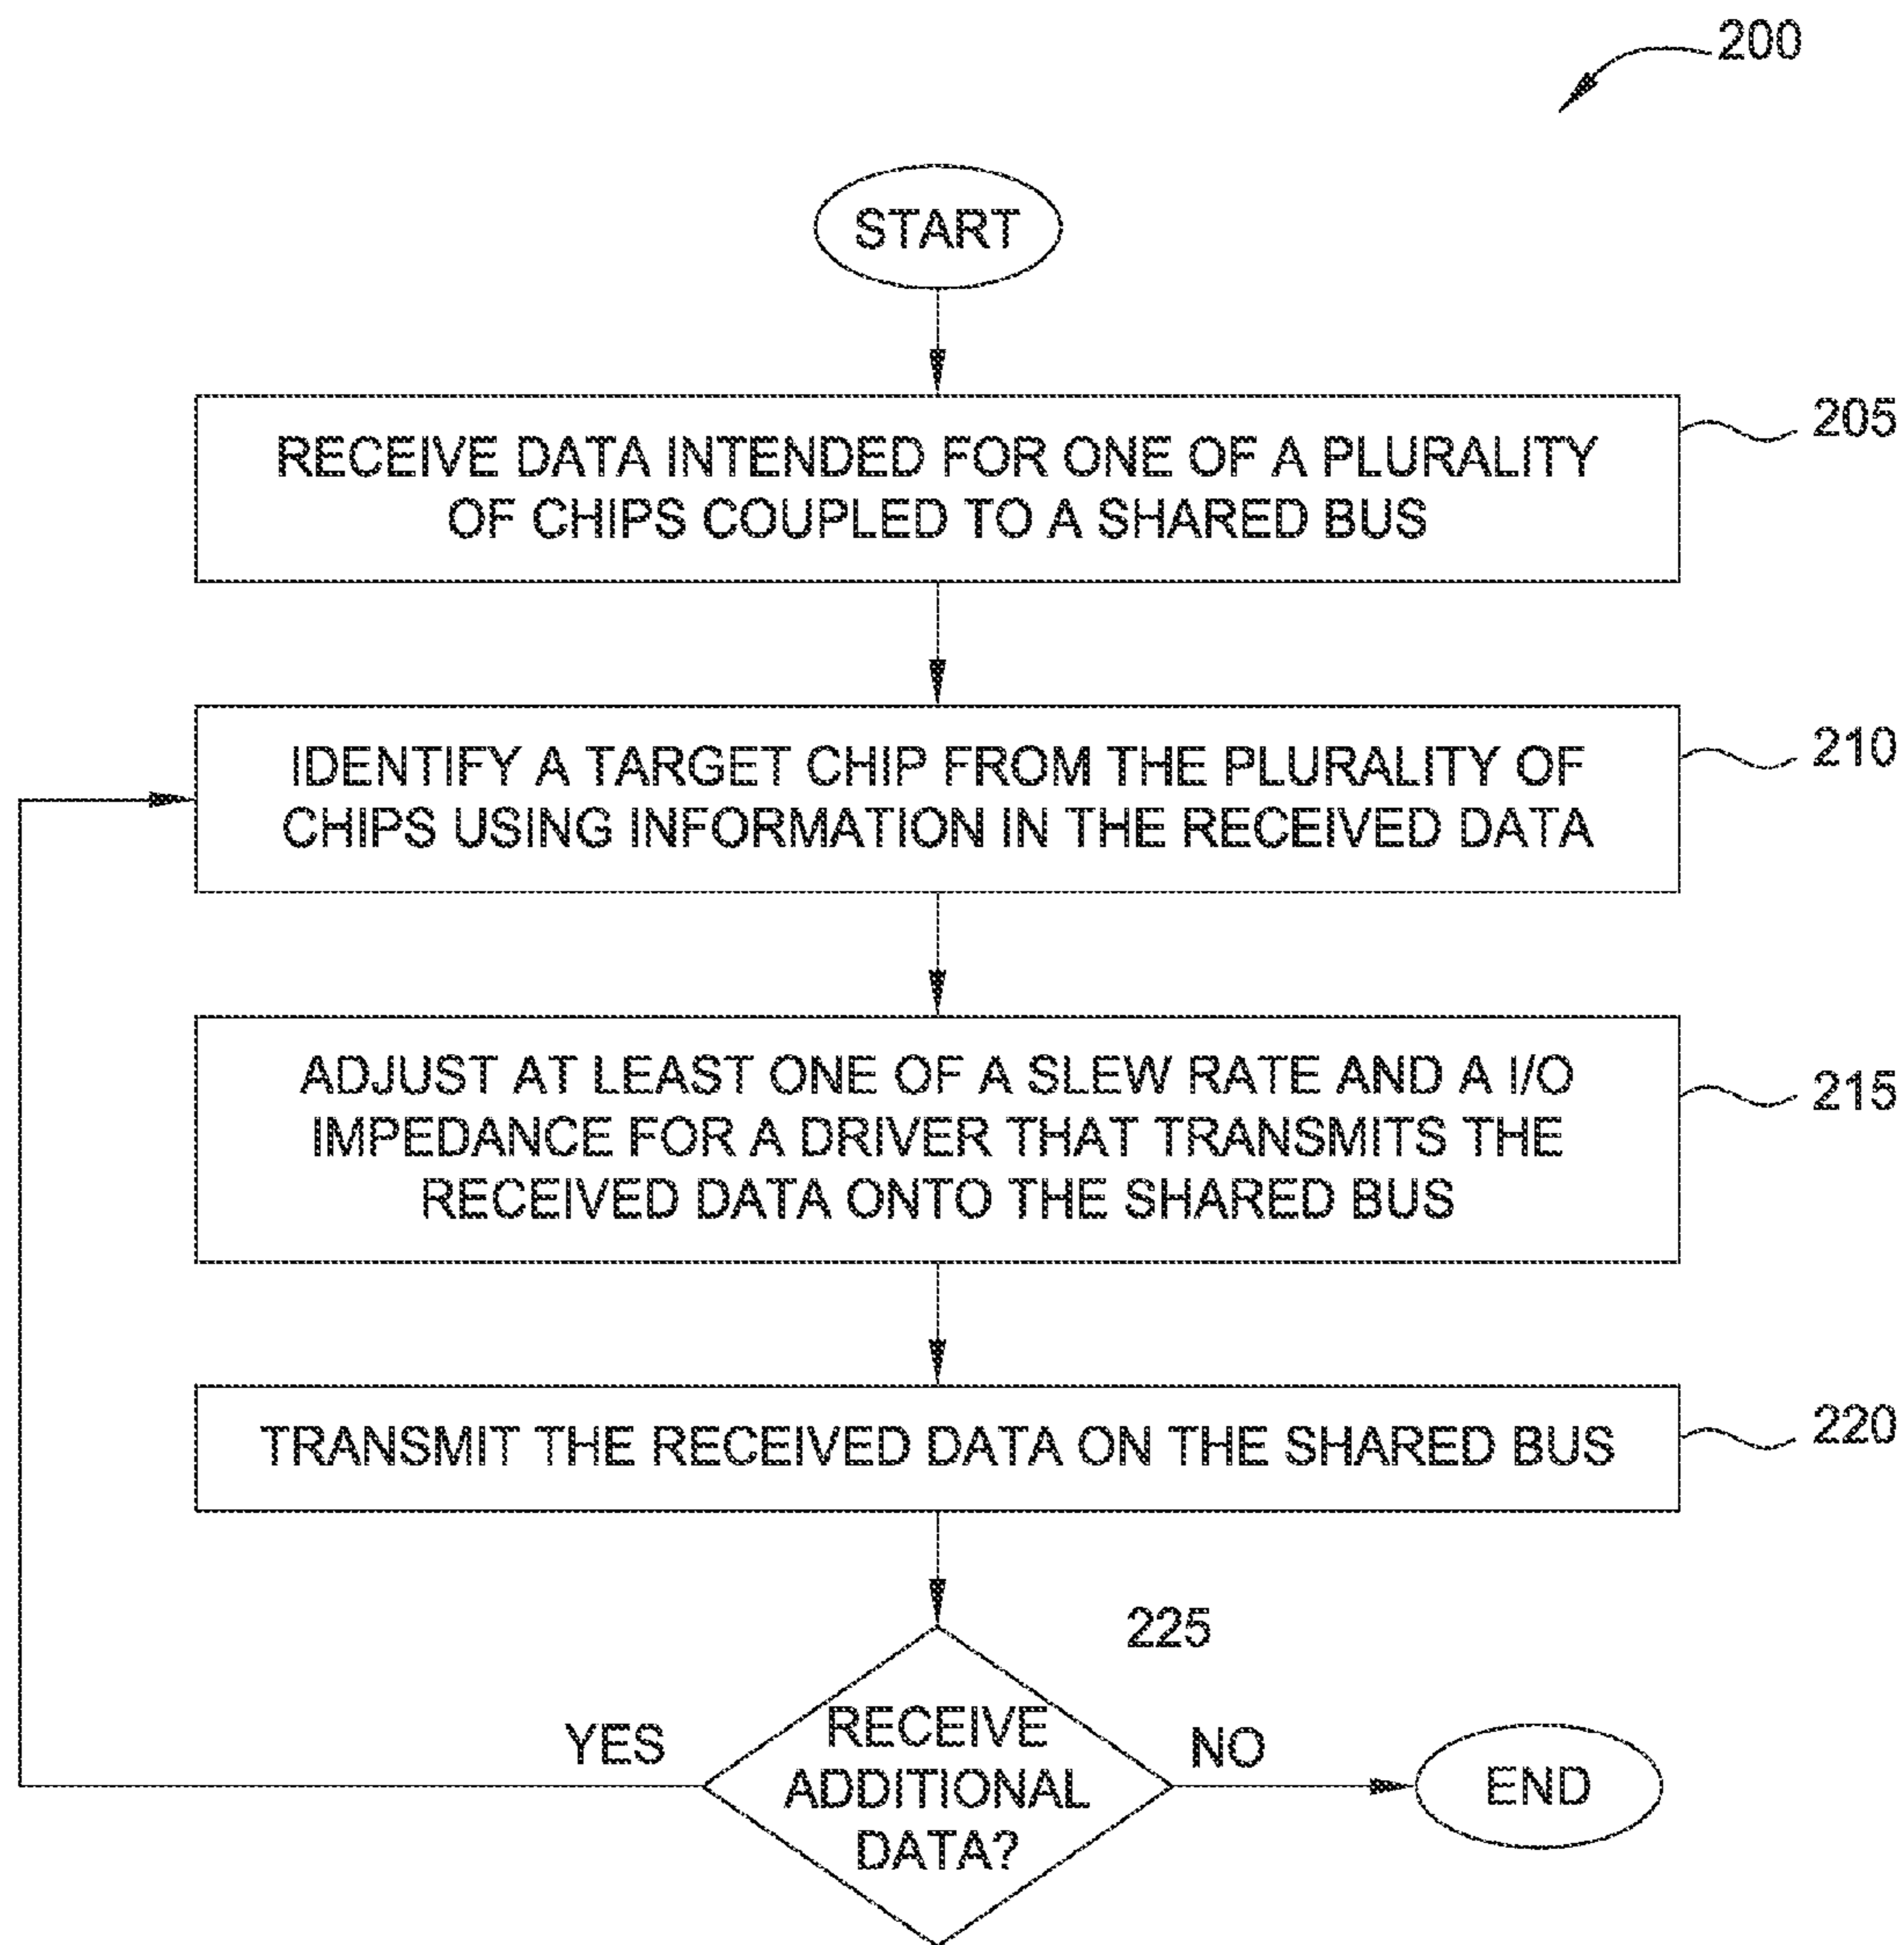 200
START
RECEIVE DATA INTENDED FOR ONE OF A PLURALITY
OF CHIPS COUPLED TO A SHARED BUS
205
IDENTIFY A TARGET CHIP FROM THE PLURALITY OF
CHIPS USING INFORMATION IN THE RECEIVED DATA
210
ADJUST AT LEAST ONE OF A SLEW RATE AND A I/O
IMPEDANCE FOR A DRIVER THAT TRANSMITS THE
RECEIVED DATA ONTO THE SHARED BUS
215
TRANSMIT THE RECEIVED DATA ON THE SHARED BUS
220
225
RECEIVE
ADDITIONAL
DATA?
YES
NO
END